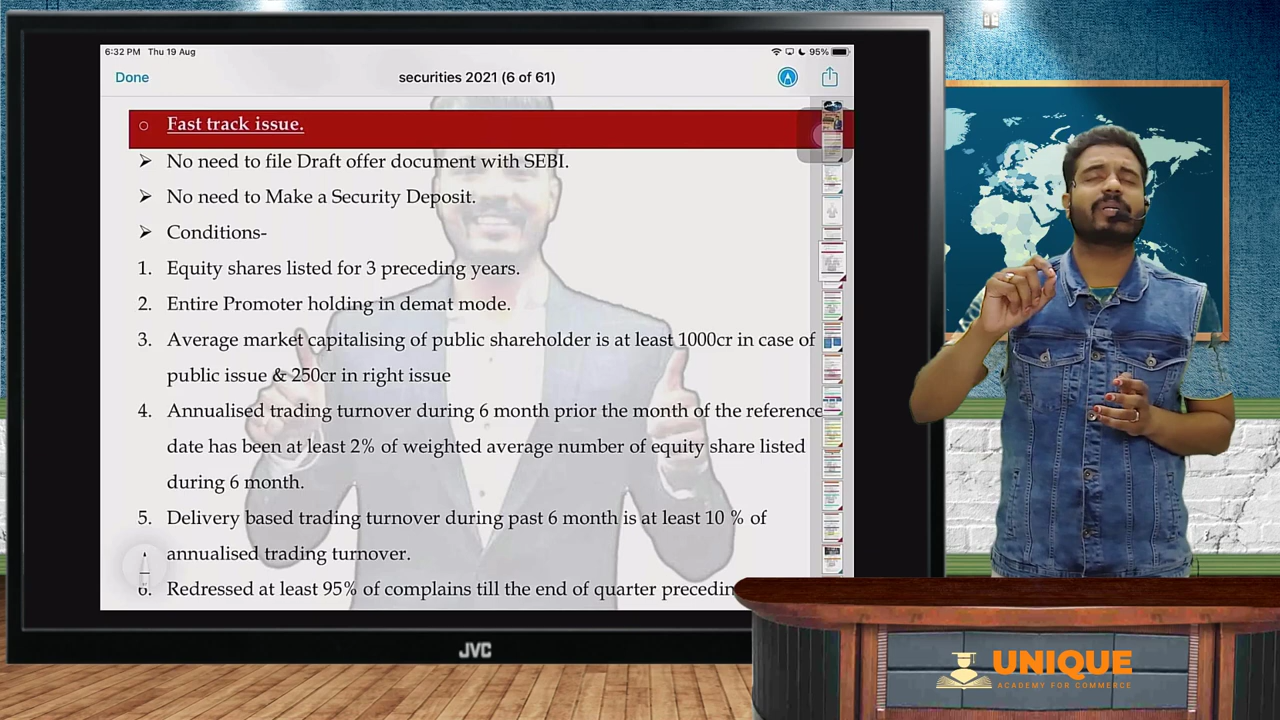 6:32 PM Thu 19 Aug
95%
Done
securities 2021 (6 of 61)
Fast track issue.
No need to file Draft offer document with SEBI.
No need to Make a Security Deposit.
Conditions-
1. Equity shares listed for 3 preceding years.
2. Entire Promoter holding in demat mode.
3. Average market capitalising of public shareholder is at least 1000cr in case of
public issue & 250cr in right issue
4. Annualised trading turnover during 6 month prior the month of the reference
date has been at least 2% of weighted average number of equity share listed
during 6 month.
5. Delivery based trading turnover during past 6 month is at least 10 % of
annualised trading turnover.
6. Redressed at least 95% of complains till the end of quarter
JVC
UNIQUE
ACADEMY FOR COMMERCE